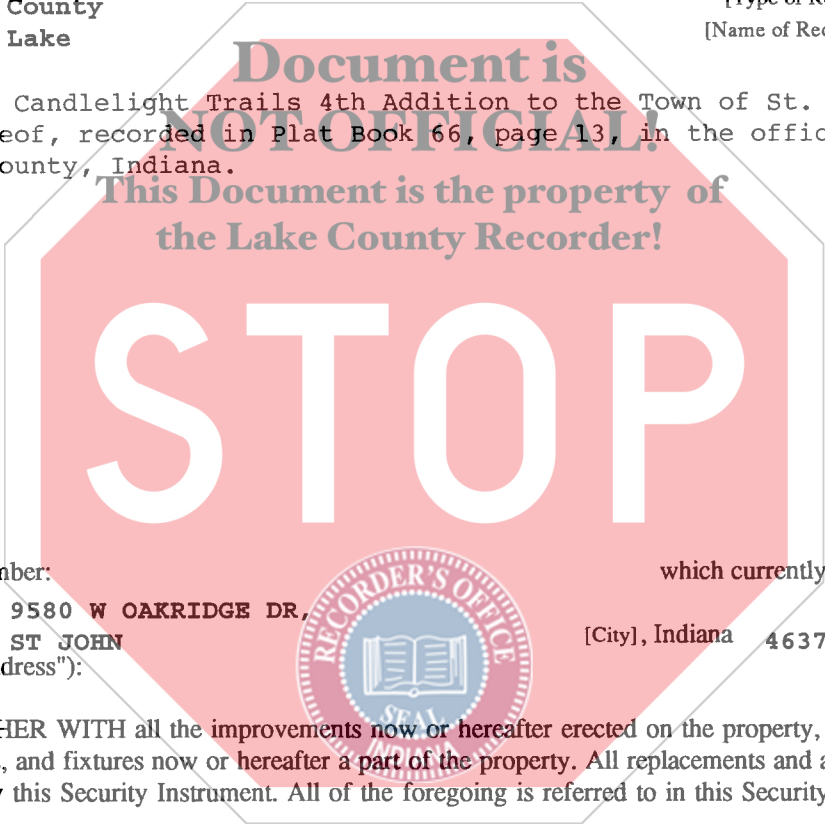 County
[Type of R
Lake
[Name of Rec
Document is
Candlelight Trails 4th Addition to the Town of St.
NOT OFFICIAL!
eof, recorded in Plat Book 66, page 13, in the offic
ounty, Indiana.
This Document is the property of
the Lake County Recorder!
STOP
nber:
which currently
9580 W OAKRIDGE DR,
ST JOHN
[City], Indiana 4637
dress"):
RECORDER'S OFFICE
SEAL
INDIANA
HER WITH all the improvements now or hereafter erected on the property,
, and fixtures now or hereafter a part of the property. All replacements and a
this Security Instrument. All of the foregoing is referred to in this Security